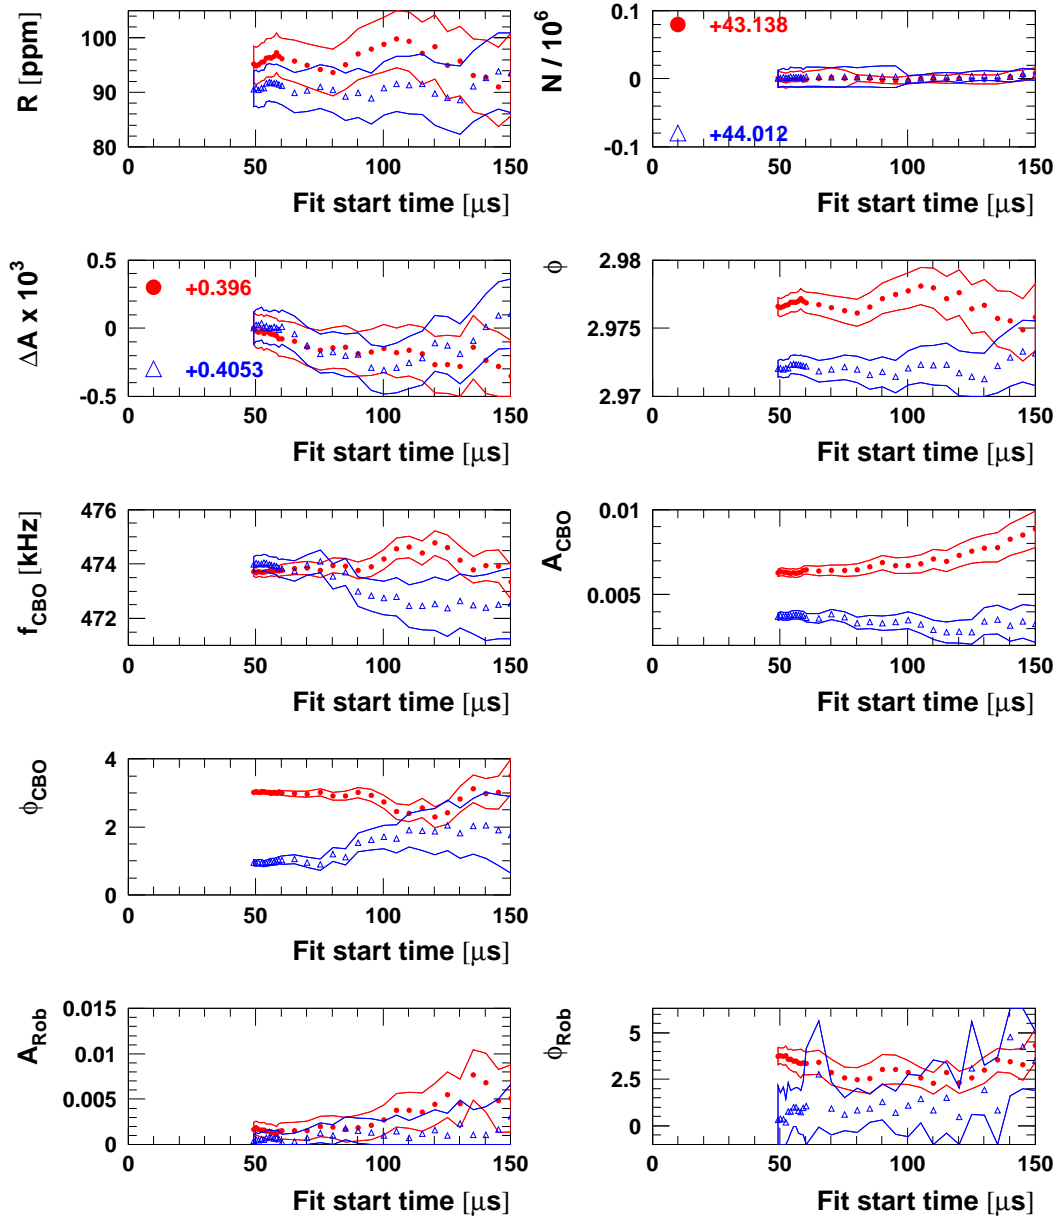 R [ppm]
100
90
80
0 50 100 150
Fit start time [μs]
N / 10^6
0.1
0
-0.1
+43.138
+44.012
0 50 100 150
Fit start time [μs]
ΔA x 10^3
0.5
0
-0.5
+0.396
+0.4053
0 50 100 150
Fit start time [μs]
ϕ
2.98
2.975
2.97
0 50 100 150
Fit start time [μs]
f_CBO [kHz]
476
474
472
0 50 100 150
Fit start time [μs]
A_CBO
0.01
0.005
0 50 100 150
Fit start time [μs]
ϕ_CBO
4
2
0
0 50 100 150
Fit start time [μs]
A_Rob
0.015
0.01
0.005
0
0 50 100 150
Fit start time [μs]
ϕ_Rob
5
2.5
0
0 50 100 150
Fit start time [μs]